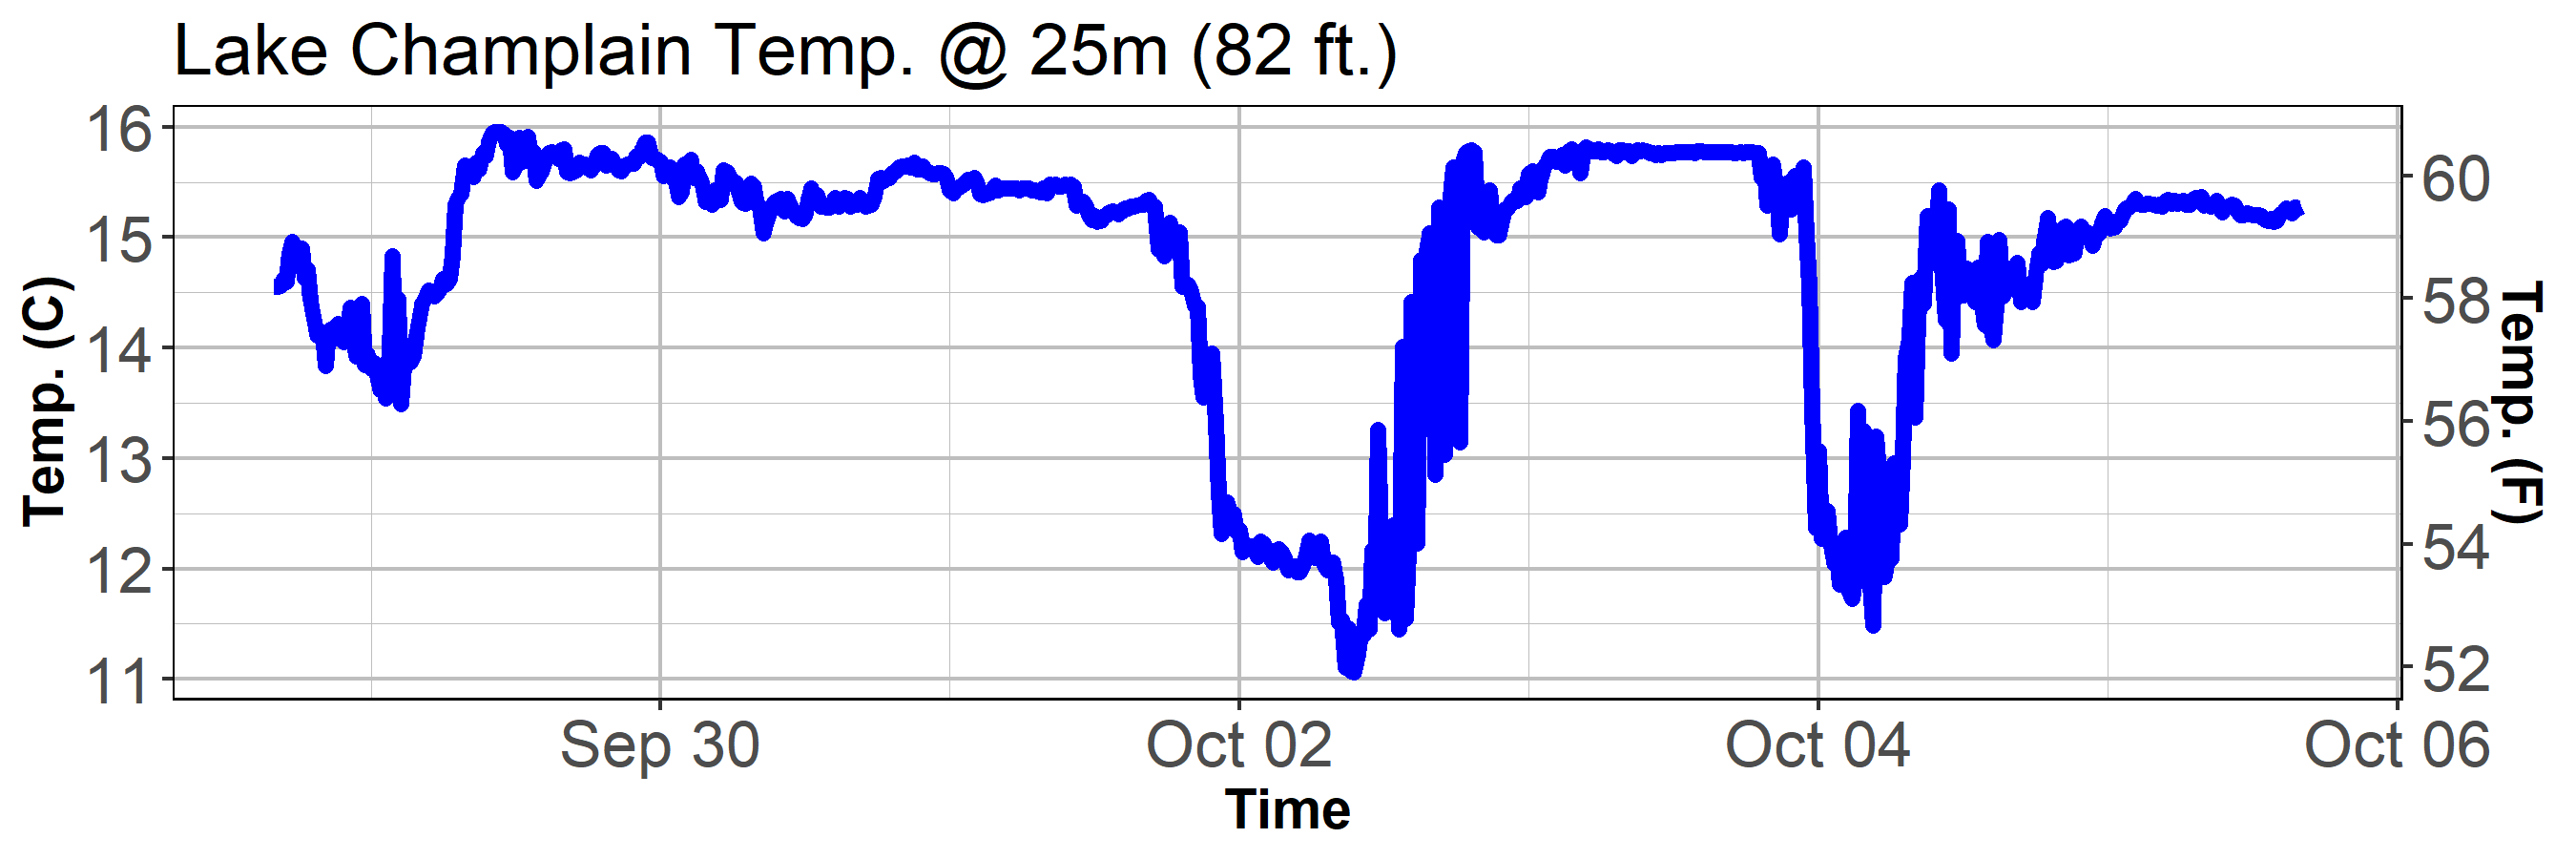 Lake Champlain Temp. @ 25m (82 ft.)
Temp. (C)
16
15
14
13
12
11
60
58
56
54
52
Temp. (F)
Sep 30
Oct 02
Oct 04
Oct 06
Time